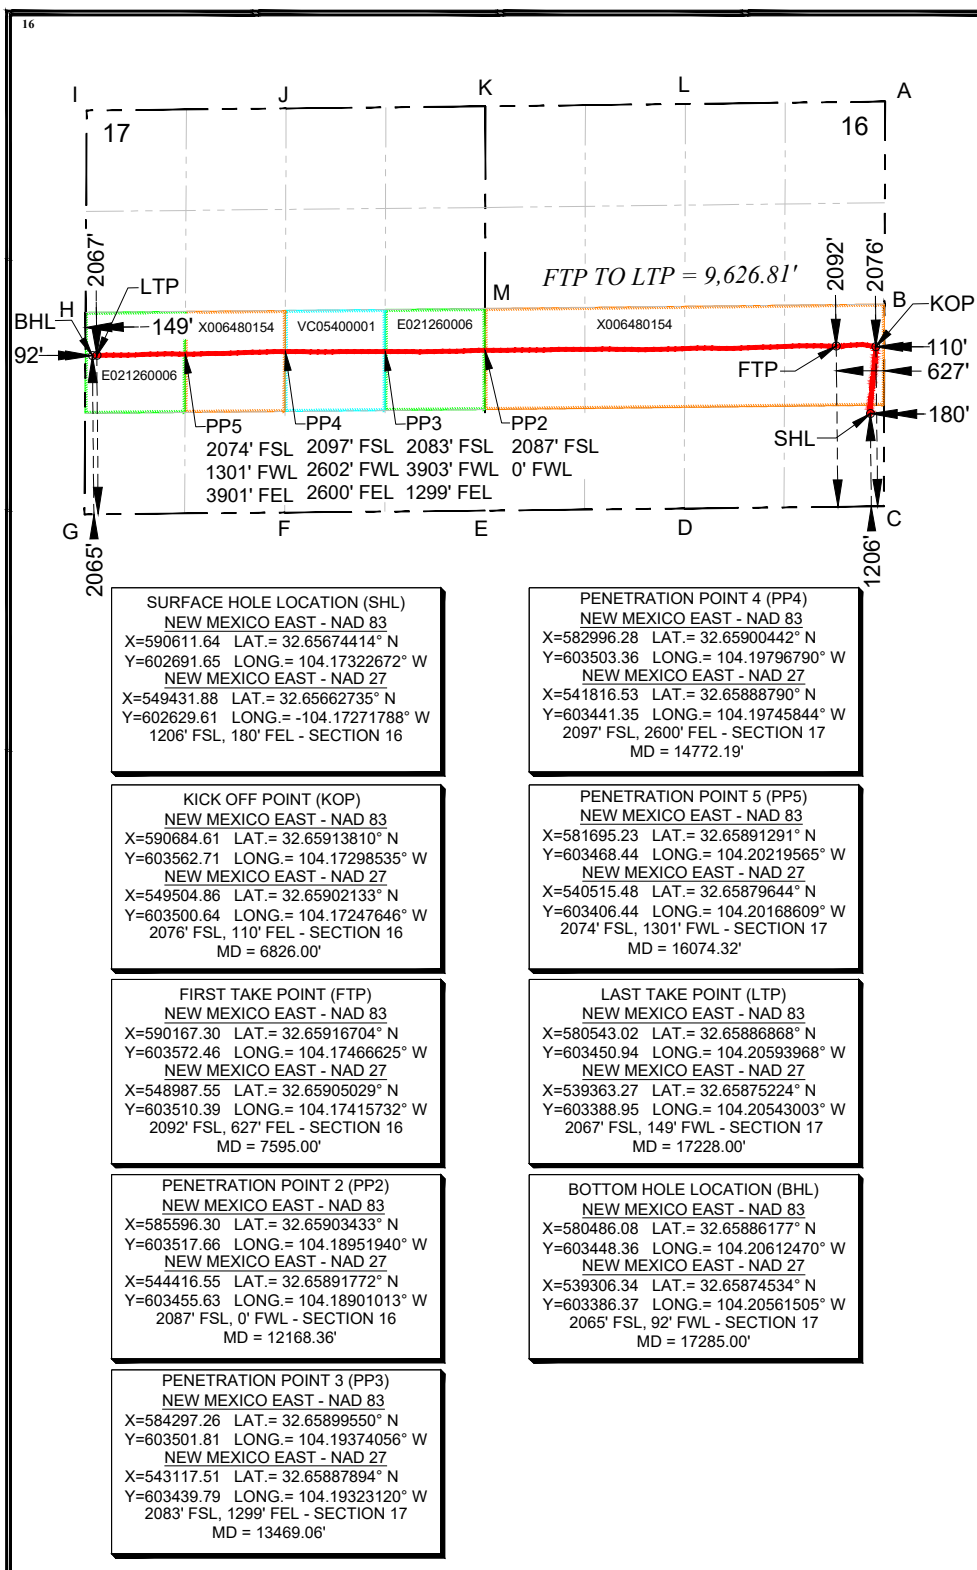 16
I
J
K
L
A
17
16
2067'
LTP
FTP TO LTP = 9,626.81'
2092'
2076'
H
M
B
KOP
BHL
149'
X006480154
VC05400001
E021260006
X006480154
92'
110'
E021260006
FTP
627'
180'
PP5
2074' FSL
1301' FWL
3901' FEL
PP4
2097' FSL
2602' FWL
2600' FEL
PP3
2083' FSL
3903' FWL
1299' FEL
PP2
2087' FSL
0' FWL
SHL
G
F
E
D
C
2065'
1206'
SURFACE HOLE LOCATION (SHL)
NEW MEXICO EAST - NAD 83
X=590611.64 LAT.= 32.65674414° N
Y=602691.65 LONG.= 104.17322672° W
NEW MEXICO EAST - NAD 27
X=549431.88 LAT.= 32.65662735° N
Y=602629.61 LONG.= -104.17271788° W
1206' FSL, 180' FEL - SECTION 16
KICK OFF POINT (KOP)
NEW MEXICO EAST - NAD 83
X=590684.61 LAT.= 32.65913810° N
Y=603562.71 LONG.= 104.17298535° W
NEW MEXICO EAST - NAD 27
X=549504.86 LAT.= 32.65902133° N
Y=603500.64 LONG.= 104.17247646° W
2076' FSL, 110' FEL - SECTION 16
MD = 6826.00'
FIRST TAKE POINT (FTP)
NEW MEXICO EAST - NAD 83
X=590167.30 LAT.= 32.65916704° N
Y=603572.46 LONG.= 104.17466625° W
NEW MEXICO EAST - NAD 27
X=548987.55 LAT.= 32.65905029° N
Y=603510.39 LONG.= 104.17415732° W
2092' FSL, 627' FEL - SECTION 16
MD = 7595.00'
PENETRATION POINT 2 (PP2)
NEW MEXICO EAST - NAD 83
X=585596.30 LAT.= 32.65903433° N
Y=603517.66 LONG.= 104.18951940° W
NEW MEXICO EAST - NAD 27
X=544416.55 LAT.= 32.65891772° N
Y=603455.63 LONG.= 104.18901013° W
2087' FSL, 0' FWL - SECTION 16
MD = 12168.36'
PENETRATION POINT 3 (PP3)
NEW MEXICO EAST - NAD 83
X=584297.26 LAT.= 32.65899550° N
Y=603501.81 LONG.= 104.19374056° W
NEW MEXICO EAST - NAD 27
X=543117.51 LAT.= 32.65887894° N
Y=603439.79 LONG.= 104.19323120° W
2083' FSL, 1299' FEL - SECTION 17
MD = 13469.06'
PENETRATION POINT 4 (PP4)
NEW MEXICO EAST - NAD 83
X=582996.28 LAT.= 32.65900442° N
Y=603503.36 LONG.= 104.19796790° W
NEW MEXICO EAST - NAD 27
X=541816.53 LAT.= 32.65888790° N
Y=603441.35 LONG.= 104.19745844° W
2097' FSL, 2600' FEL - SECTION 17
MD = 14772.19'
PENETRATION POINT 5 (PP5)
NEW MEXICO EAST - NAD 83
X=581695.23 LAT.= 32.65891291° N
Y=603468.44 LONG.= 104.20219565° W
NEW MEXICO EAST - NAD 27
X=540515.48 LAT.= 32.65879644° N
Y=603406.44 LONG.= 104.20168609° W
2074' FSL, 1301' FWL - SECTION 17
MD = 16074.32'
LAST TAKE POINT (LTP)
NEW MEXICO EAST - NAD 83
X=580543.02 LAT.= 32.65886868° N
Y=603450.94 LONG.= 104.20593968° W
NEW MEXICO EAST - NAD 27
X=539363.27 LAT.= 32.65875224° N
Y=603388.95 LONG.= 104.20543003° W
2067' FSL, 149' FWL - SECTION 17
MD = 17228.00'
BOTTOM HOLE LOCATION (BHL)
NEW MEXICO EAST - NAD 83
X=580486.08 LAT.= 32.65886177° N
Y=603448.36 LONG.= 104.20612470° W
NEW MEXICO EAST - NAD 27
X=539306.34 LAT.= 32.65874534° N
Y=603386.37 LONG.= 104.20561505° W
2065' FSL, 92' FWL - SECTION 17
MD = 17285.00'